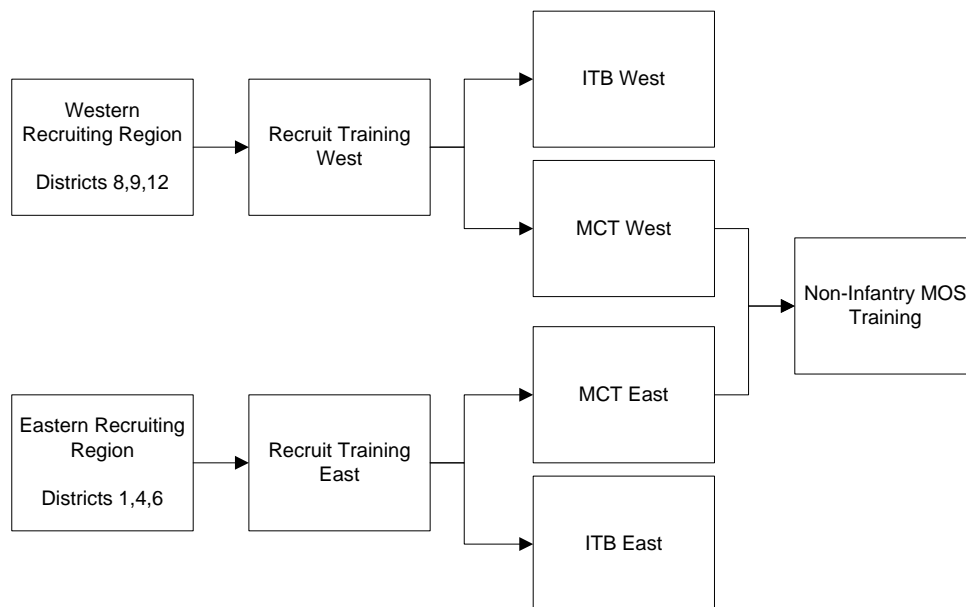 Western
Recruiting Region
Districts 8,9,12
Recruit Training
West
ITB West
MCT West
Non-Infantry MOS
Training
Eastern Recruiting
Region
Districts 1,4,6
Recruit Training
East
MCT East
ITB East